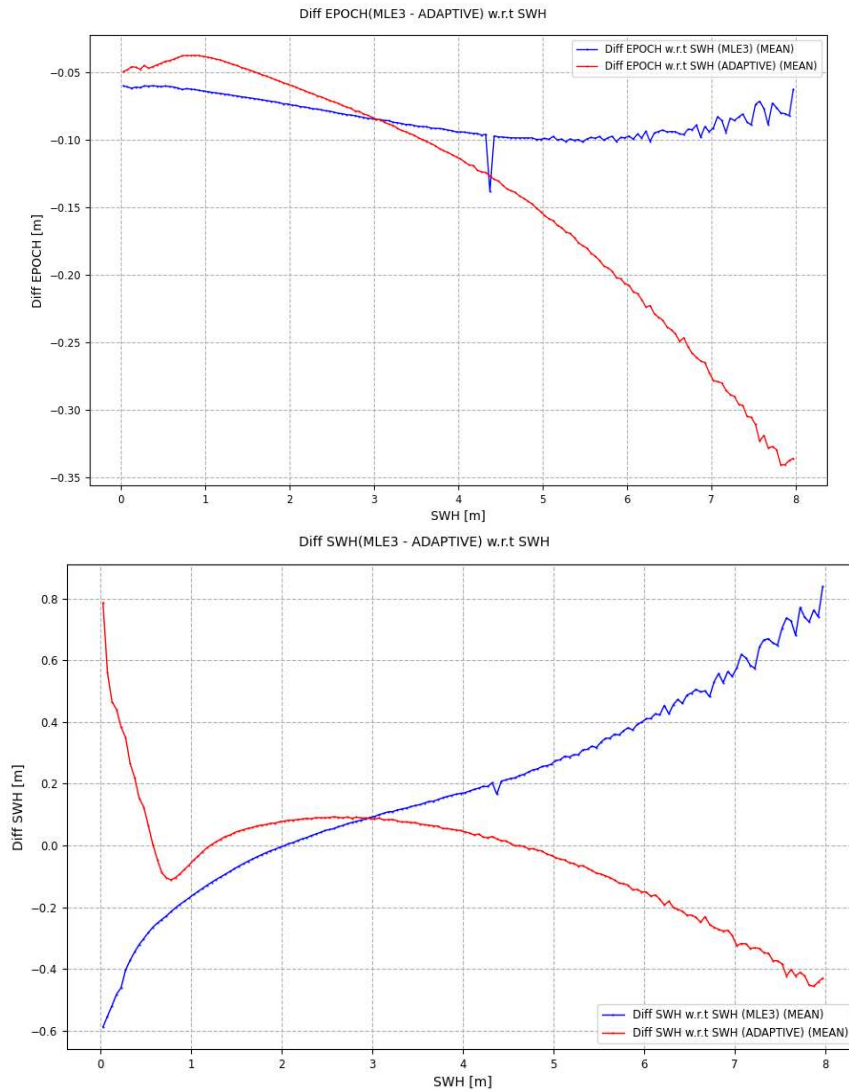 Diff EPOCH(MLE3 - ADAPTIVE) w.r.t SWH
Diff EPOCH w.r.t SWH (MLE3) (MEAN)
Diff EPOCH w.r.t SWH (ADAPTIVE) (MEAN)
−0.05
−0.10
−0.15
−0.20
−0.25
−0.30
−0.35
Diff EPOCH [m]
0 1 2 3 4 5 6 7 8
SWH [m]
Diff SWH(MLE3 - ADAPTIVE) w.r.t SWH
0.8
0.6
0.4
0.2
0.0
−0.2
−0.4
−0.6
Diff SWH [m]
Diff SWH w.r.t SWH (MLE3) (MEAN)
Diff SWH w.r.t SWH (ADAPTIVE) (MEAN)
0 1 2 3 4 5 6 7 8
SWH [m]